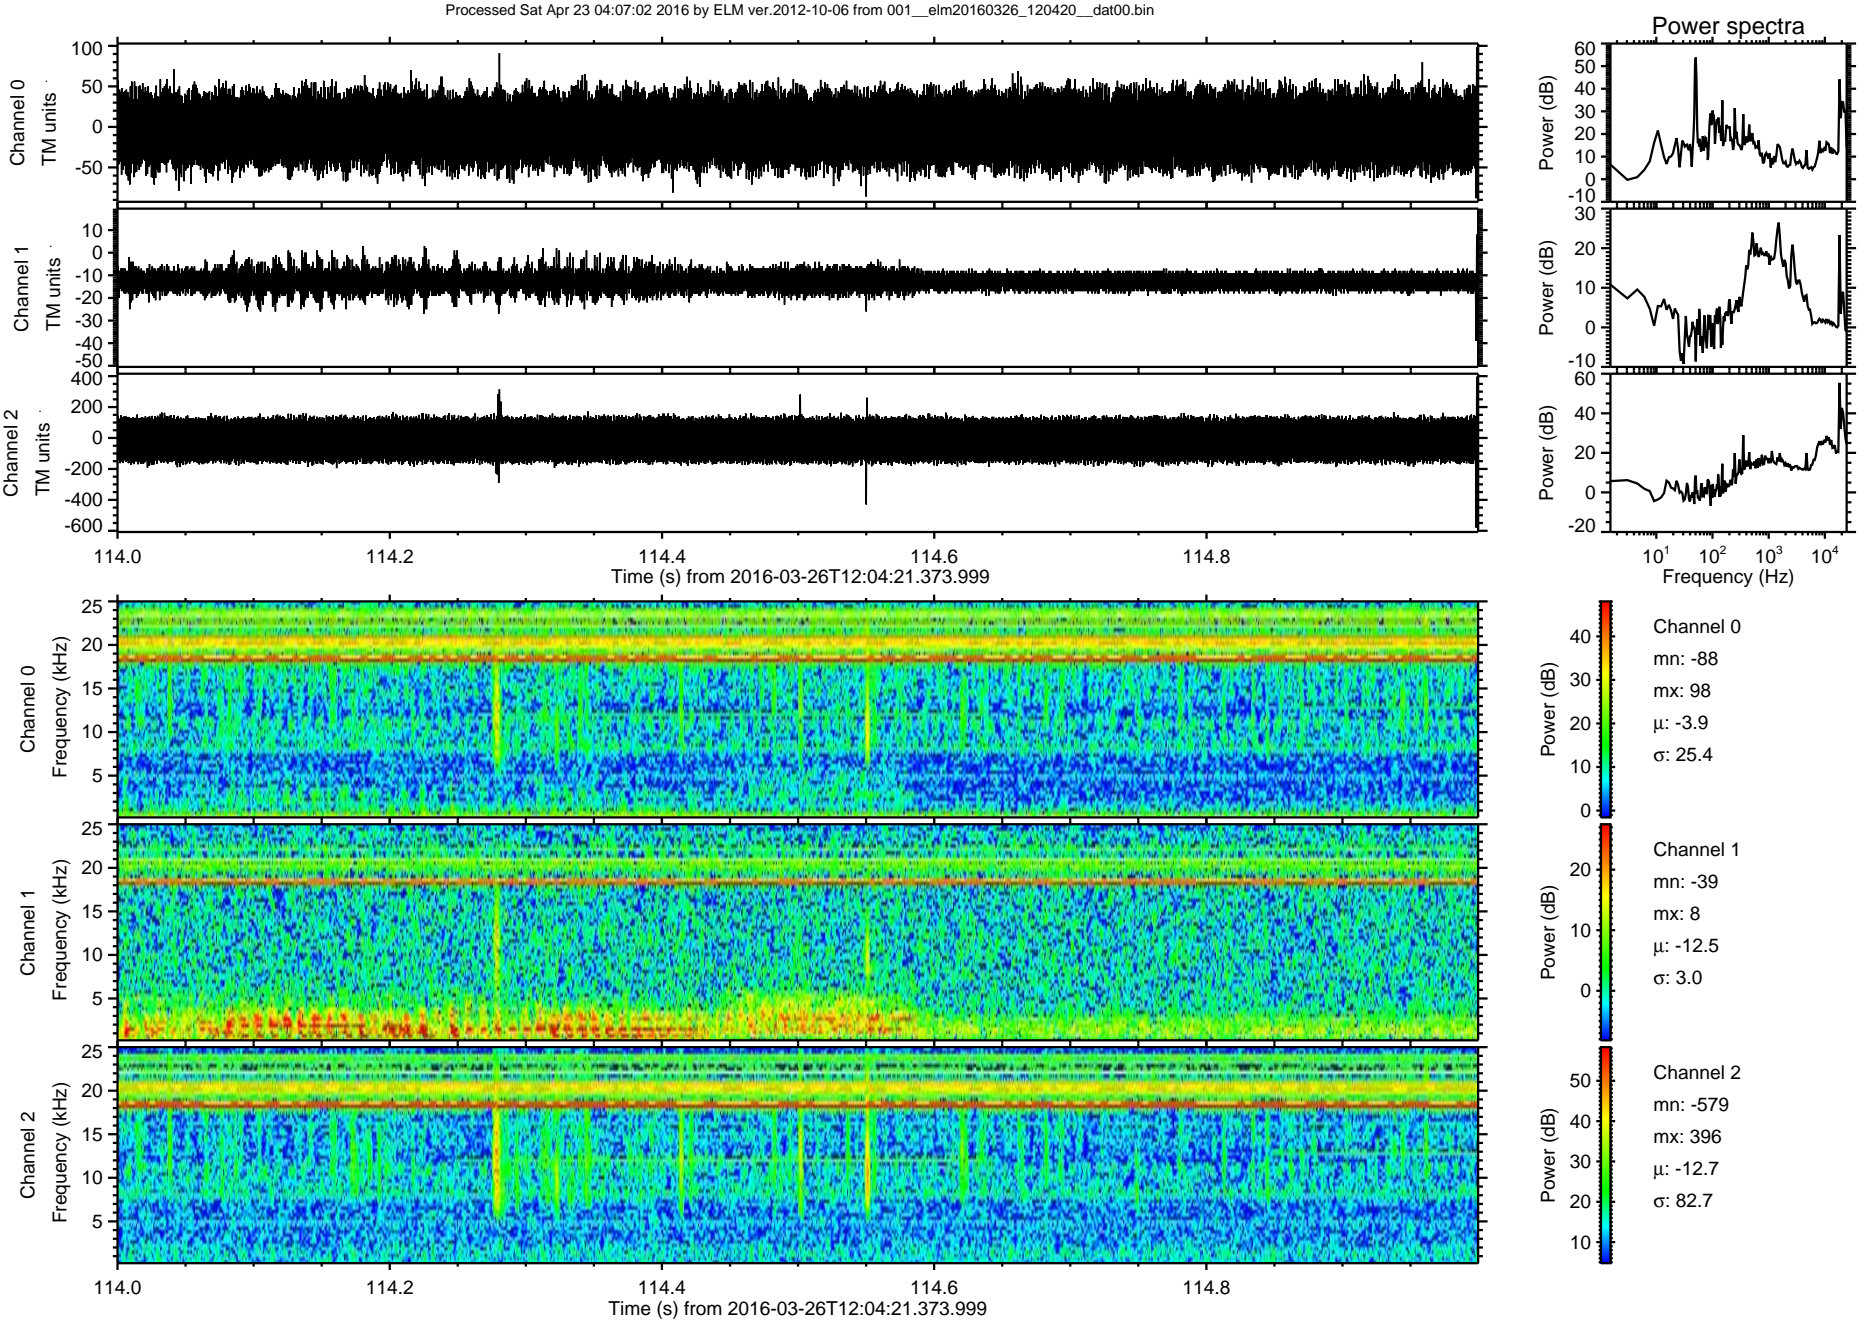 Processed Sat Apr 23 04:07:02 2016 by ELM ver.2012-10-06 from 001__elm20160326_120420__dat00.bin
Power spectra
Channel 0
TM units
100
50
0
-50
Power (dB)
60
50
40
30
20
10
0
-10
Channel 1
TM units
10
0
-10
-20
-30
-40
-50
Power (dB)
30
20
10
0
-10
Channel 2
TM units
400
200
0
-200
-400
-600
Power (dB)
60
40
20
0
-20
114.0 114.2 114.4 114.6 114.8
Time (s) from 2016-03-26T12:04:21.373.999
10¹ 10² 10³ 10⁴
Frequency (Hz)
Channel 0
Frequency (kHz)
25
20
15
10
5
Power (dB)
40
30
20
10
0
Channel 0
mn: -88
mx: 98
μ: -3.9
σ: 25.4
Channel 1
Frequency (kHz)
25
20
15
10
5
Power (dB)
20
10
0
Channel 1
mn: -39
mx: 8
μ: -12.5
σ: 3.0
Channel 2
Frequency (kHz)
25
20
15
10
5
Power (dB)
50
40
30
20
10
Channel 2
mn: -579
mx: 396
μ: -12.7
σ: 82.7
114.0 114.2 114.4 114.6 114.8
Time (s) from 2016-03-26T12:04:21.373.999